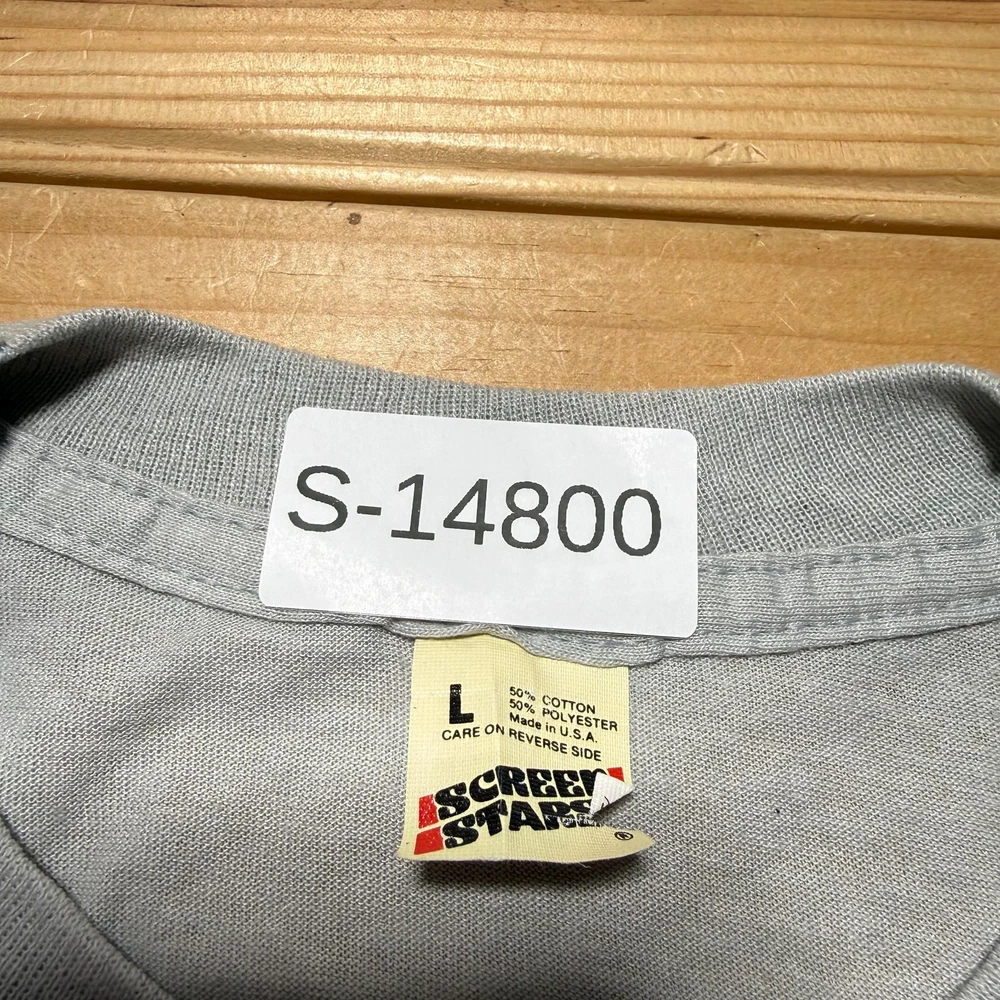 S-14800
L
50% COTTON
50% POLYESTER
Made in U.S.A.
CARE ON REVERSE SIDE
SCREEN
STARS
®